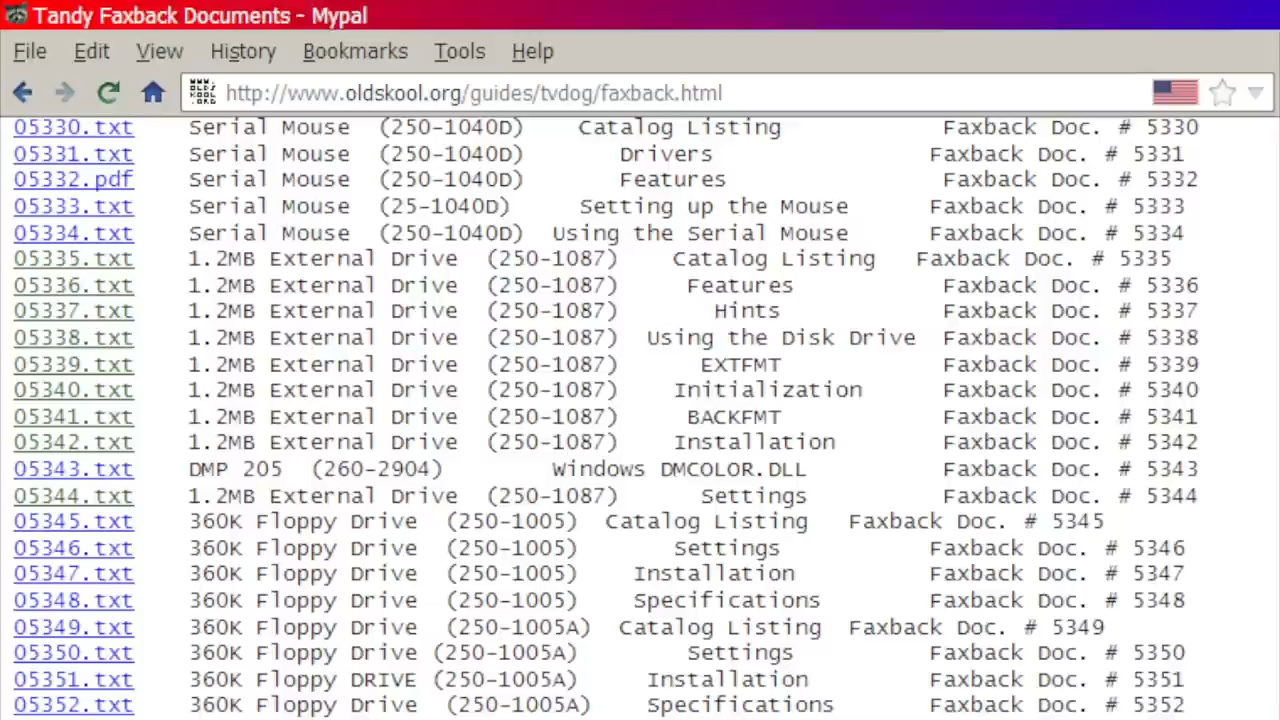 Tandy Faxback Documents - Mypal
File Edit View History Bookmarks Tools Help
http://www.oldskool.org/guides/tvdog/faxback.html
05330.txt Serial Mouse (250-1040D) Catalog Listing Faxback Doc. # 5330
05331.txt Serial Mouse (250-1040D) Drivers Faxback Doc. # 5331
05332.pdf Serial Mouse (250-1040D) Features Faxback Doc. # 5332
05333.txt Serial Mouse (25-1040D) Setting up the Mouse Faxback Doc. # 5333
05334.txt Serial Mouse (250-1040D) Using the Serial Mouse Faxback Doc. # 5334
05335.txt 1.2MB External Drive (250-1087) Catalog Listing Faxback Doc. # 5335
05336.txt 1.2MB External Drive (250-1087) Features Faxback Doc. # 5336
05337.txt 1.2MB External Drive (250-1087) Hints Faxback Doc. # 5337
05338.txt 1.2MB External Drive (250-1087) Using the Disk Drive Faxback Doc. # 5338
05339.txt 1.2MB External Drive (250-1087) EXTFMT Faxback Doc. # 5339
05340.txt 1.2MB External Drive (250-1087) Initialization Faxback Doc. # 5340
05341.txt 1.2MB External Drive (250-1087) BACKFMT Faxback Doc. # 5341
05342.txt 1.2MB External Drive (250-1087) Installation Faxback Doc. # 5342
05343.txt DMP 205 (260-2904) Windows DMCOLOR.DLL Faxback Doc. # 5343
05344.txt 1.2MB External Drive (250-1087) Settings Faxback Doc. # 5344
05345.txt 360K Floppy Drive (250-1005) Catalog Listing Faxback Doc. # 5345
05346.txt 360K Floppy Drive (250-1005) Settings Faxback Doc. # 5346
05347.txt 360K Floppy Drive (250-1005) Installation Faxback Doc. # 5347
05348.txt 360K Floppy Drive (250-1005) Specifications Faxback Doc. # 5348
05349.txt 360K Floppy Drive (250-1005A) Catalog Listing Faxback Doc. # 5349
05350.txt 360K Floppy Drive (250-1005A) Settings Faxback Doc. # 5350
05351.txt 360K Floppy DRIVE (250-1005A) Installation Faxback Doc. # 5351
05352.txt 360K Floppy Drive (250-1005A) Specifications Faxback Doc. # 5352